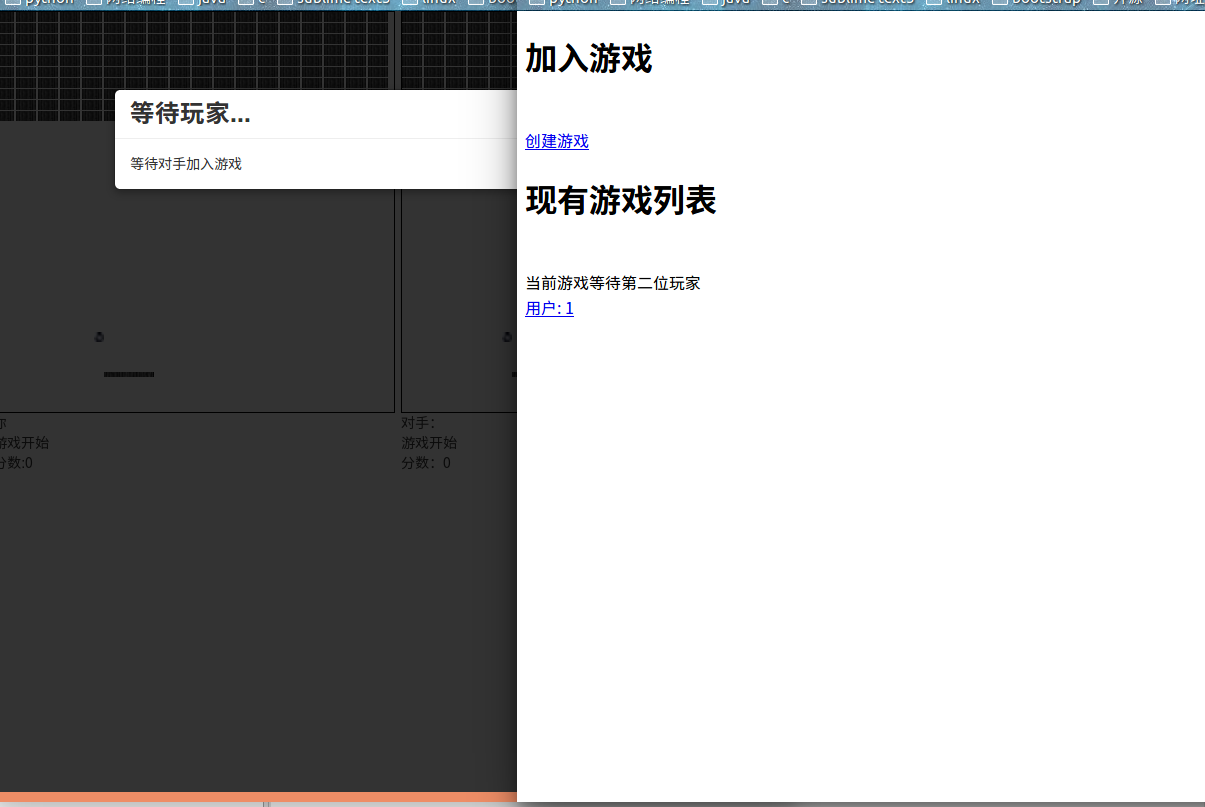 python 网络编程 java c sublime text3 linux
python 网络编程 java c sublime text3 linux bootstrap 开源
等待玩家...
等待对手加入游戏
游戏开始
分数:0
对手：
游戏开始
分数：0
加入游戏
创建游戏
现有游戏列表
当前游戏等待第二位玩家
用户: 1